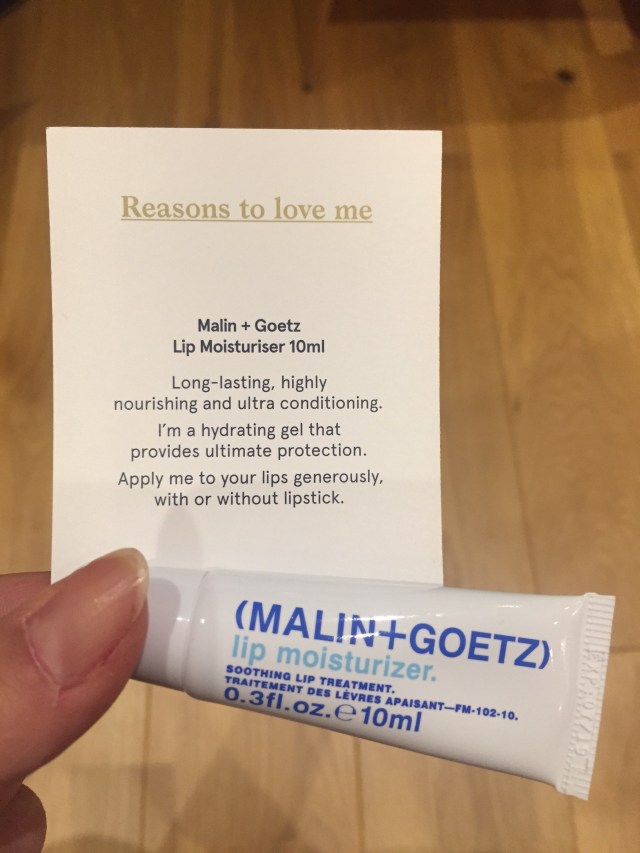 Reasons to love me
Malin + Goetz
Lip Moisturiser 10ml
Long-lasting, highly
nourishing and ultra conditioning.
I'm a hydrating gel that
provides ultimate protection.
Apply me to your lips generously,
with or without lipstick.
(MALIN+GOETZ)
lip moisturizer.
SOOTHING LIP TREATMENT.
TRAITEMENT DES LÈVRES APAISANT—FM-102-10.
0.3fl.oz.℮10ml